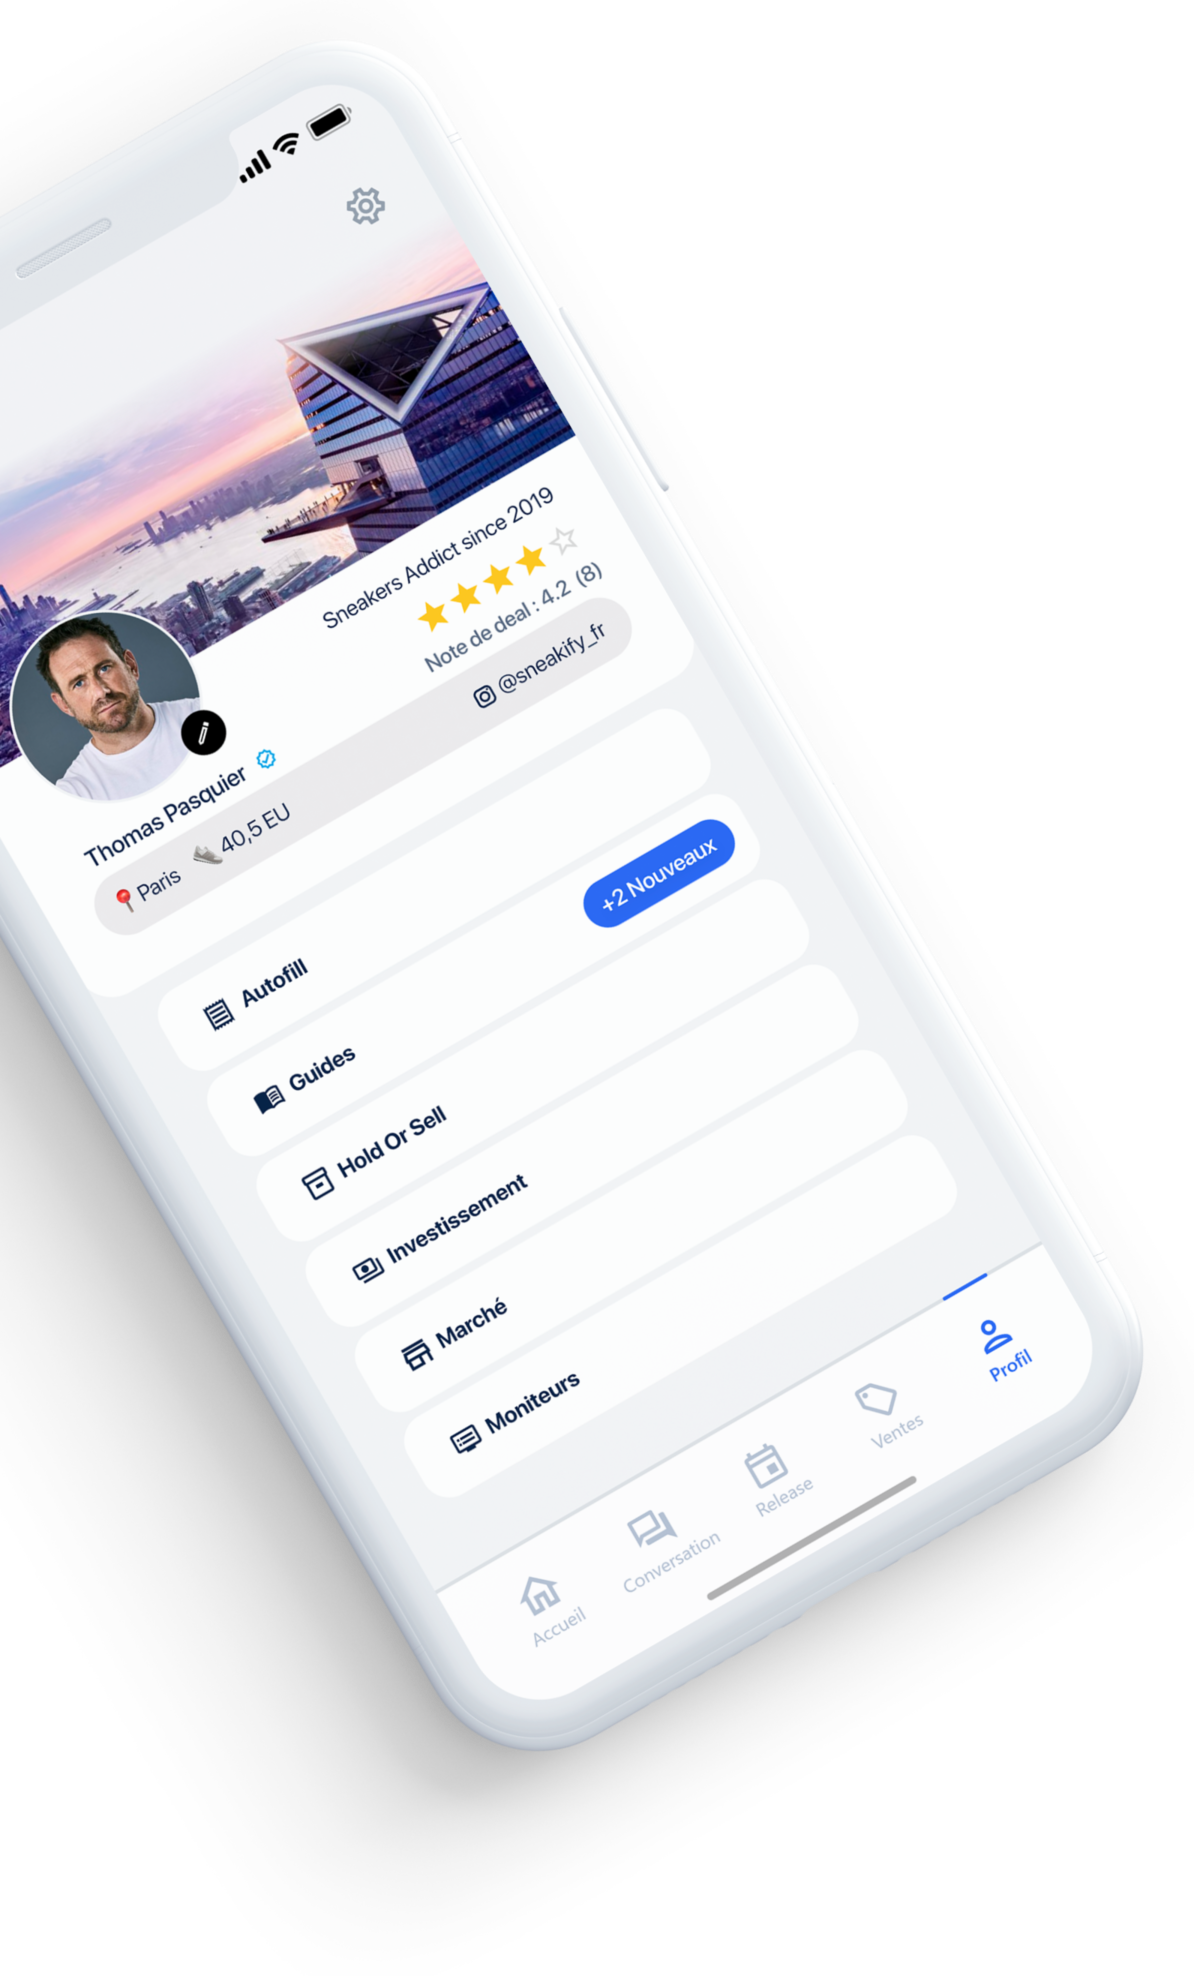 Sneakers Addict since 2019
Note de deal : 4.2 (8)
Thomas Pasquier
Paris 40,5 EU @sneakify_fr
Autofill
Guides +2 Nouveaux
Hold Or Sell
Investissement
Marché
Moniteurs
Accueil
Conversation
Release
Ventes
Profil